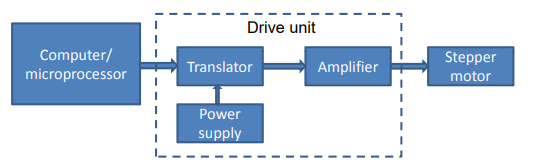 Drive unit
Computer/
microprocessor
Translator
Amplifier
Stepper
motor
Power
supply